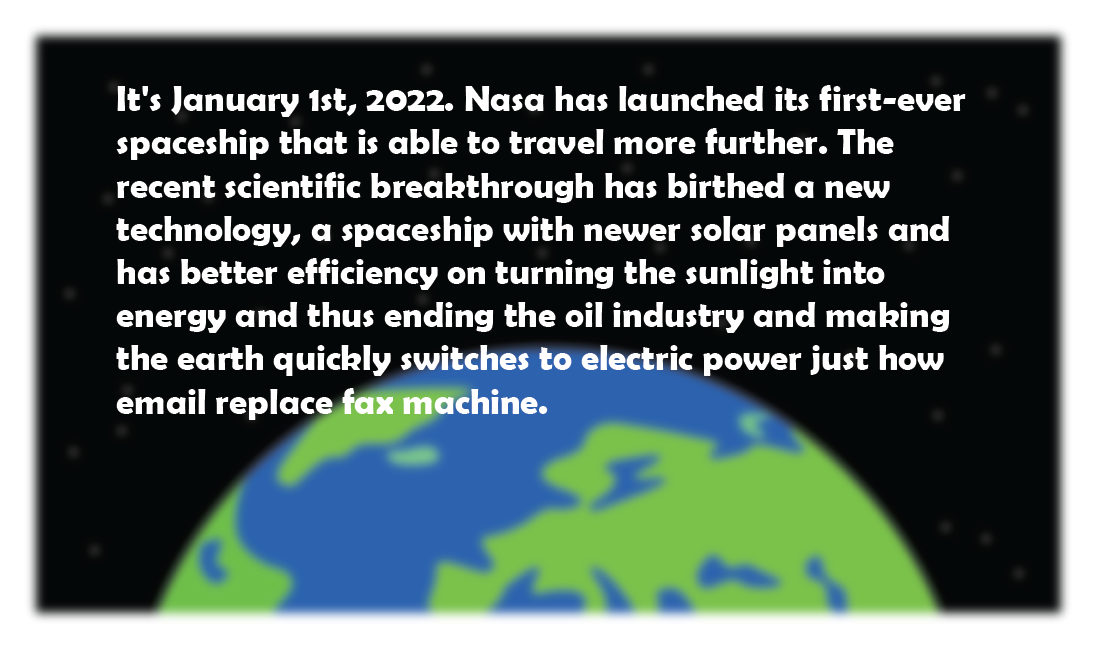 It's January 1st, 2022. Nasa has launched its first-ever
spaceship that is able to travel more further. The
recent scientific breakthrough has birthed a new
technology, a spaceship with newer solar panels and
has better efficiency on turning the sunlight into
energy and thus ending the oil industry and making
the earth quickly switches to electric power just how
email replace fax machine.